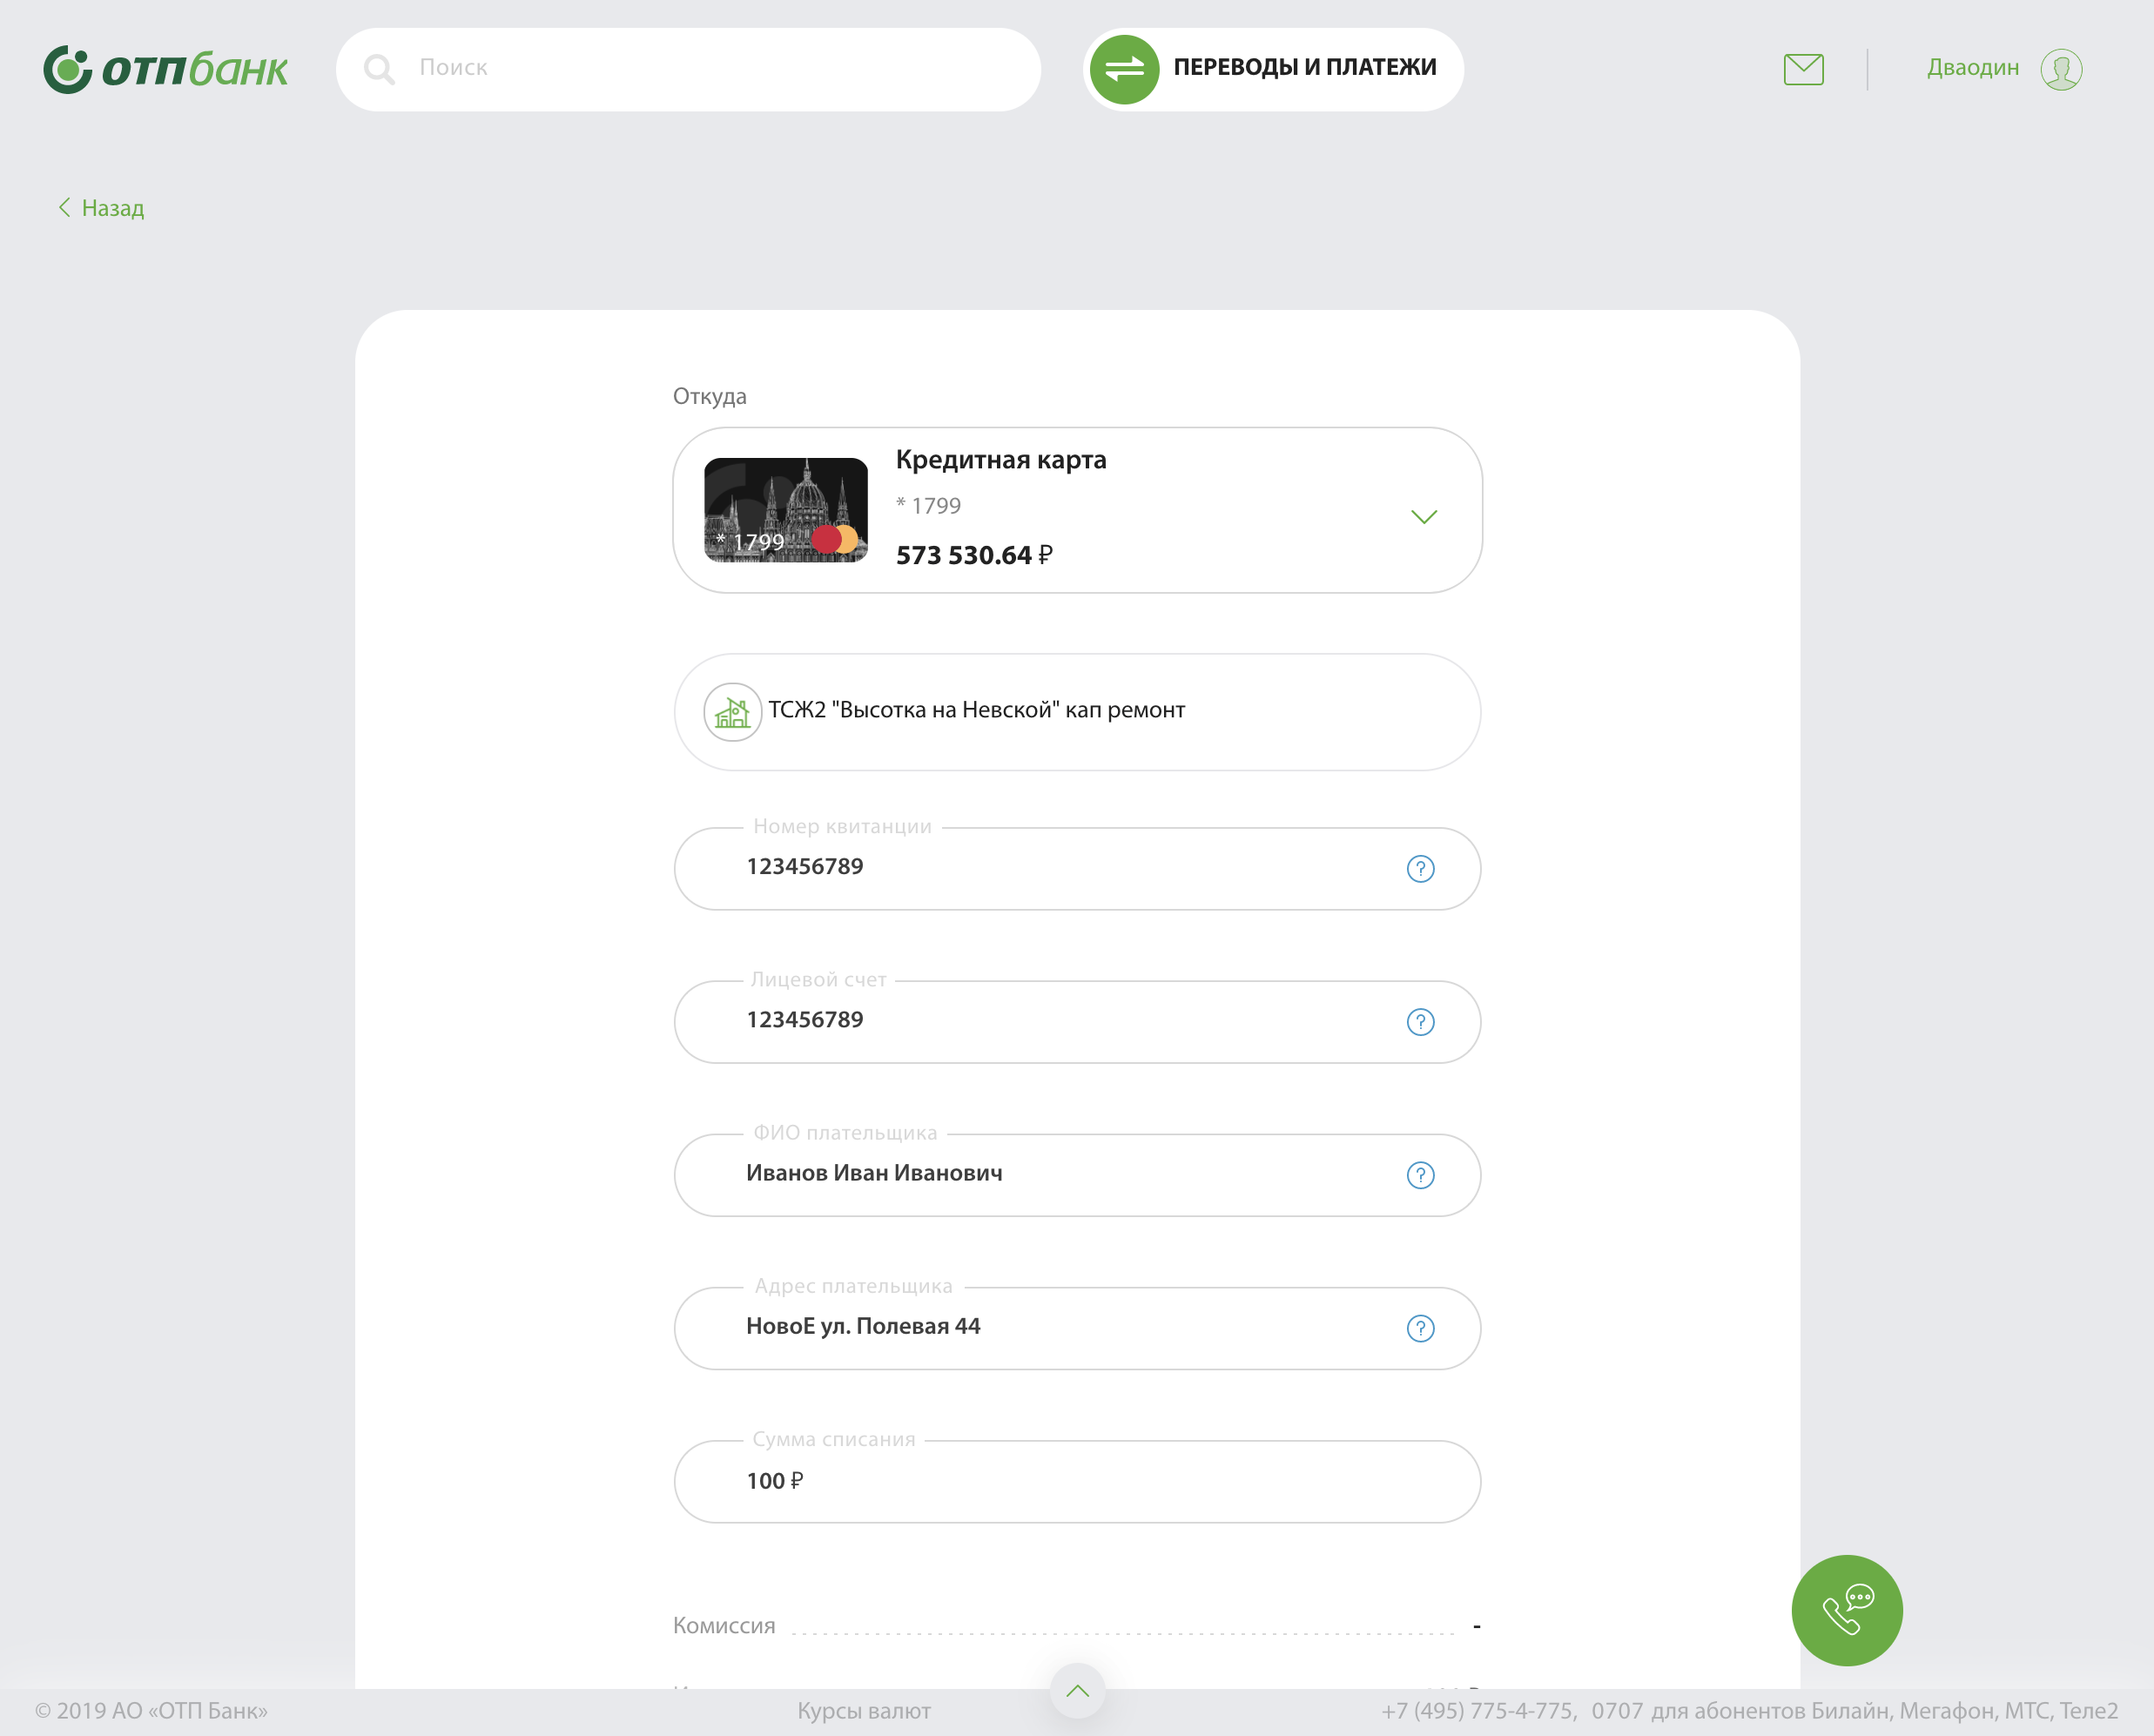 отпбанк
Поиск
ПЕРЕВОДЫ И ПЛАТЕЖИ
Дваодин
Назад
Откуда
Кредитная карта
* 1799
* 1799
573 530.64 ₽
ТСЖ2 "Высотка на Невской" кап ремонт
Номер квитанции
123456789
?
Лицевой счет
123456789
?
ФИО плательщика
Иванов Иван Иванович
?
Адрес плательщика
НовоЕ ул. Полевая 44
?
Сумма списания
100 ₽
Комиссия -
© 2019 АО «ОТП Банк»
Курсы валют
+7 (495) 775-4-775, 0707 для абонентов Билайн, Мегафон, МТС, Теле2